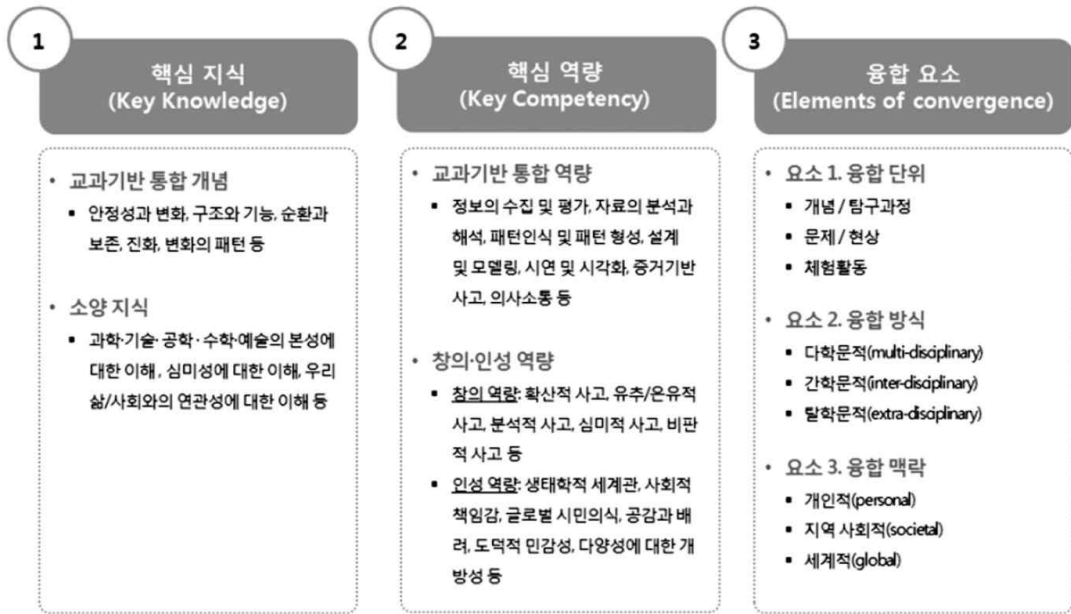 1
핵심 지식
(Key Knowledge)
• 교과기반 통합 개념
▪ 안정성과 변화, 구조와 기능, 순환과
보존, 진화, 변화의 패턴 등
• 소양 지식
▪ 과학·기술· 공학 · 수학·예술의 본성에
대한 이해, 심미성에 대한 이해, 우리
삶/사회와의 연관성에 대한 이해 등
2
핵심 역량
(Key Competency)
• 교과기반 통합 역량
▪ 정보의 수집 및 평가, 자료의 분석과
해석, 패턴인식 및 패턴 형성, 설계
및 모델링, 시연 및 시각화, 증거기반
사고, 의사소통 등
• 창의·인성 역량
▪ 창의 역량: 확산적 사고, 유추/은유적
사고, 분석적 사고, 심미적 사고, 비판
적 사고 등
▪ 인성 역량: 생태학적 세계관, 사회적
책임감, 글로벌 시민의식, 공감과 배
려, 도덕적 민감성, 다양성에 대한 개
방성 등
3
융합 요소
(Elements of convergence)
• 요소 1. 융합 단위
▪ 개념 / 탐구과정
▪ 문제 / 현상
▪ 체험활동
• 요소 2. 융합 방식
▪ 다학문적(multi-disciplinary)
▪ 간학문적(inter-disciplinary)
▪ 탈학문적(extra-disciplinary)
• 요소 3. 융합 맥락
▪ 개인적(personal)
▪ 지역 사회적(societal)
▪ 세계적(global)